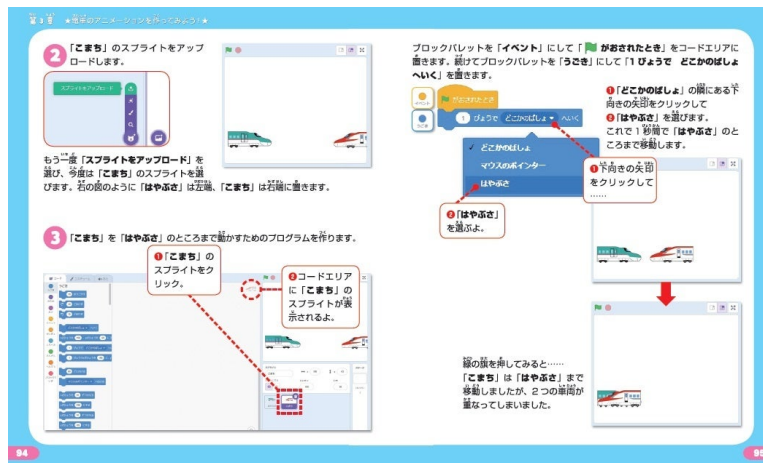 第3章 ★簡単のアニメーションを作ってみよう!★
2
「こまち」のスプライトをアップ
ロードします。
スプライトをアップロード
もう一度「スプライトをアップロード」を
選び、今度は「こまち」のスプライトを選
びます。右の図のように「はやぶさ」は左端、「こまち」は右端に置きます。
3
「こまち」を「はやぶさ」のところまで動かすためのプログラムを作ります。
❶「こまち」の
スプライトをク
リック。
❷コードエリア
に「こまち」の
スプライトが表
示されるよ。
94
ブロックパレットを「イベント」にして「がおされたとき」をコードエリアに
置きます。続けてブロックパレットを「うごき」にして「1びょうで どこかのばしょ
へいく」を置きます。
イベント
うごき
がおされたとき
1 びょうで どこかのばしょ へいく
どこかのばしょ
マウスのポインター
はやぶさ
❶「どこかのばしょ」の隣にある下
向きの矢印をクリックして
❷「はやぶさ」を選びます。
これで1秒間で「はやぶさ」のと
ころまで移動します。
❶下向きの矢印
をクリックして
……
❷「はやぶさ」
を選ぶよ。
緑の旗を押してみると……
「こまち」は「はやぶさ」まで
移動しましたが、2つの車両が
重なってしまいました。
95